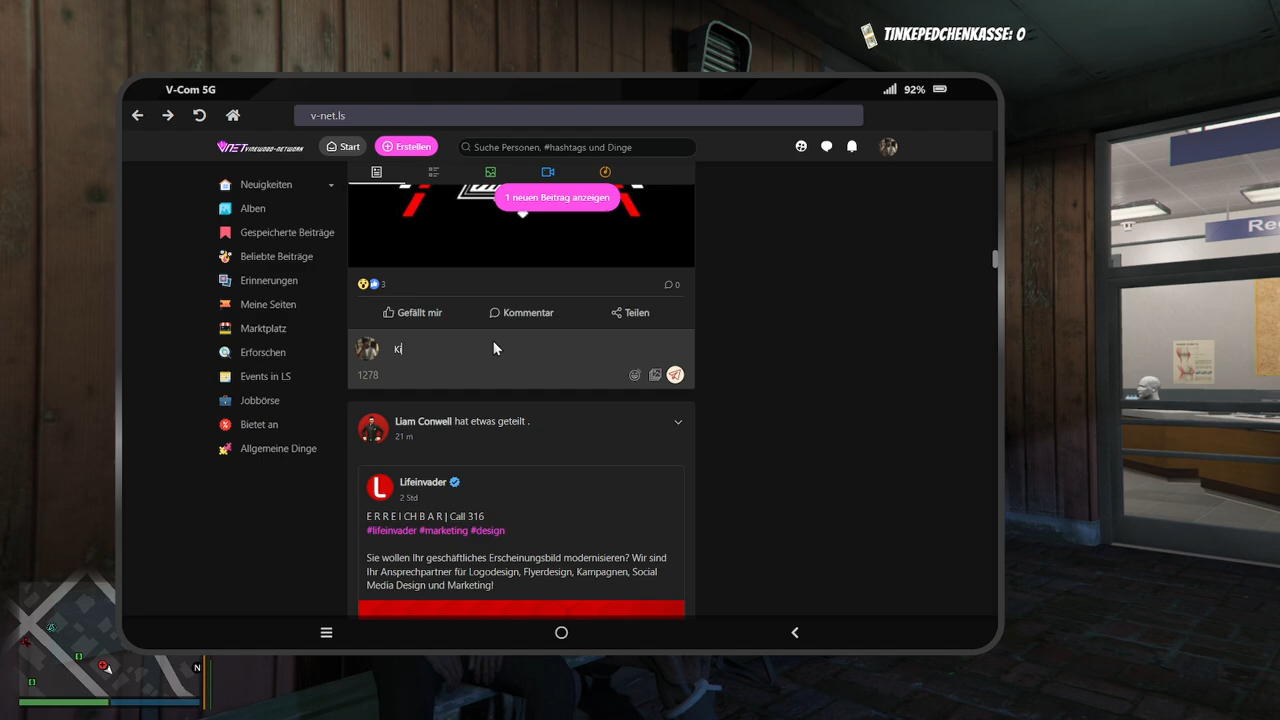 TINKEPEDCHENKASSE: 0
V-Com 5G
92%
v-net.ls
VNET VINEWOOD-NETWORK
Start
Erstellen
Suche Personen, #hashtags und Dinge
Neuigkeiten
Alben
Gespeicherte Beiträge
Beliebte Beiträge
Erinnerungen
Meine Seiten
Marktplatz
Erforschen
Events in LS
Jobbörse
Bietet an
Allgemeine Dinge
1 neuen Beitrag anzeigen
3
0
Gefällt mir
Kommentar
Teilen
Ki
1278
Liam Conwell hat etwas geteilt .
21 m
Lifeinvader
2 Std
E R R E I C H B A R | Call 316
#lifeinvader #marketing #design
Sie wollen Ihr geschäftliches Erscheinungsbild modernisieren? Wir sind
Ihr Ansprechpartner für Logodesign, Flyerdesign, Kampagnen, Social
Media Design und Marketing!
N